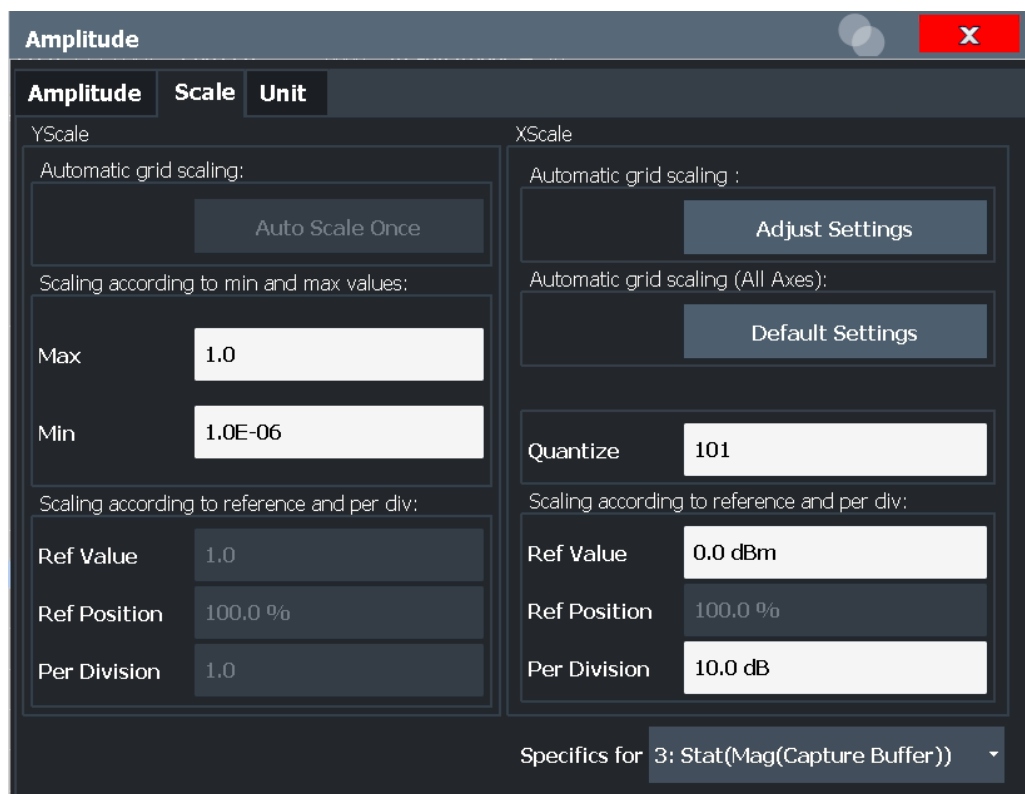 Amplitude
X
Amplitude Scale Unit
YScale
Automatic grid scaling:
Auto Scale Once
Scaling according to min and max values:
Max 1.0
Min 1.0E-06
Scaling according to reference and per div:
Ref Value 1.0
Ref Position 100.0 %
Per Division 1.0
XScale
Automatic grid scaling :
Adjust Settings
Automatic grid scaling (All Axes):
Default Settings
Quantize 101
Scaling according to reference and per div:
Ref Value 0.0 dBm
Ref Position 100.0 %
Per Division 10.0 dB
Specifics for 3: Stat(Mag(Capture Buffer))